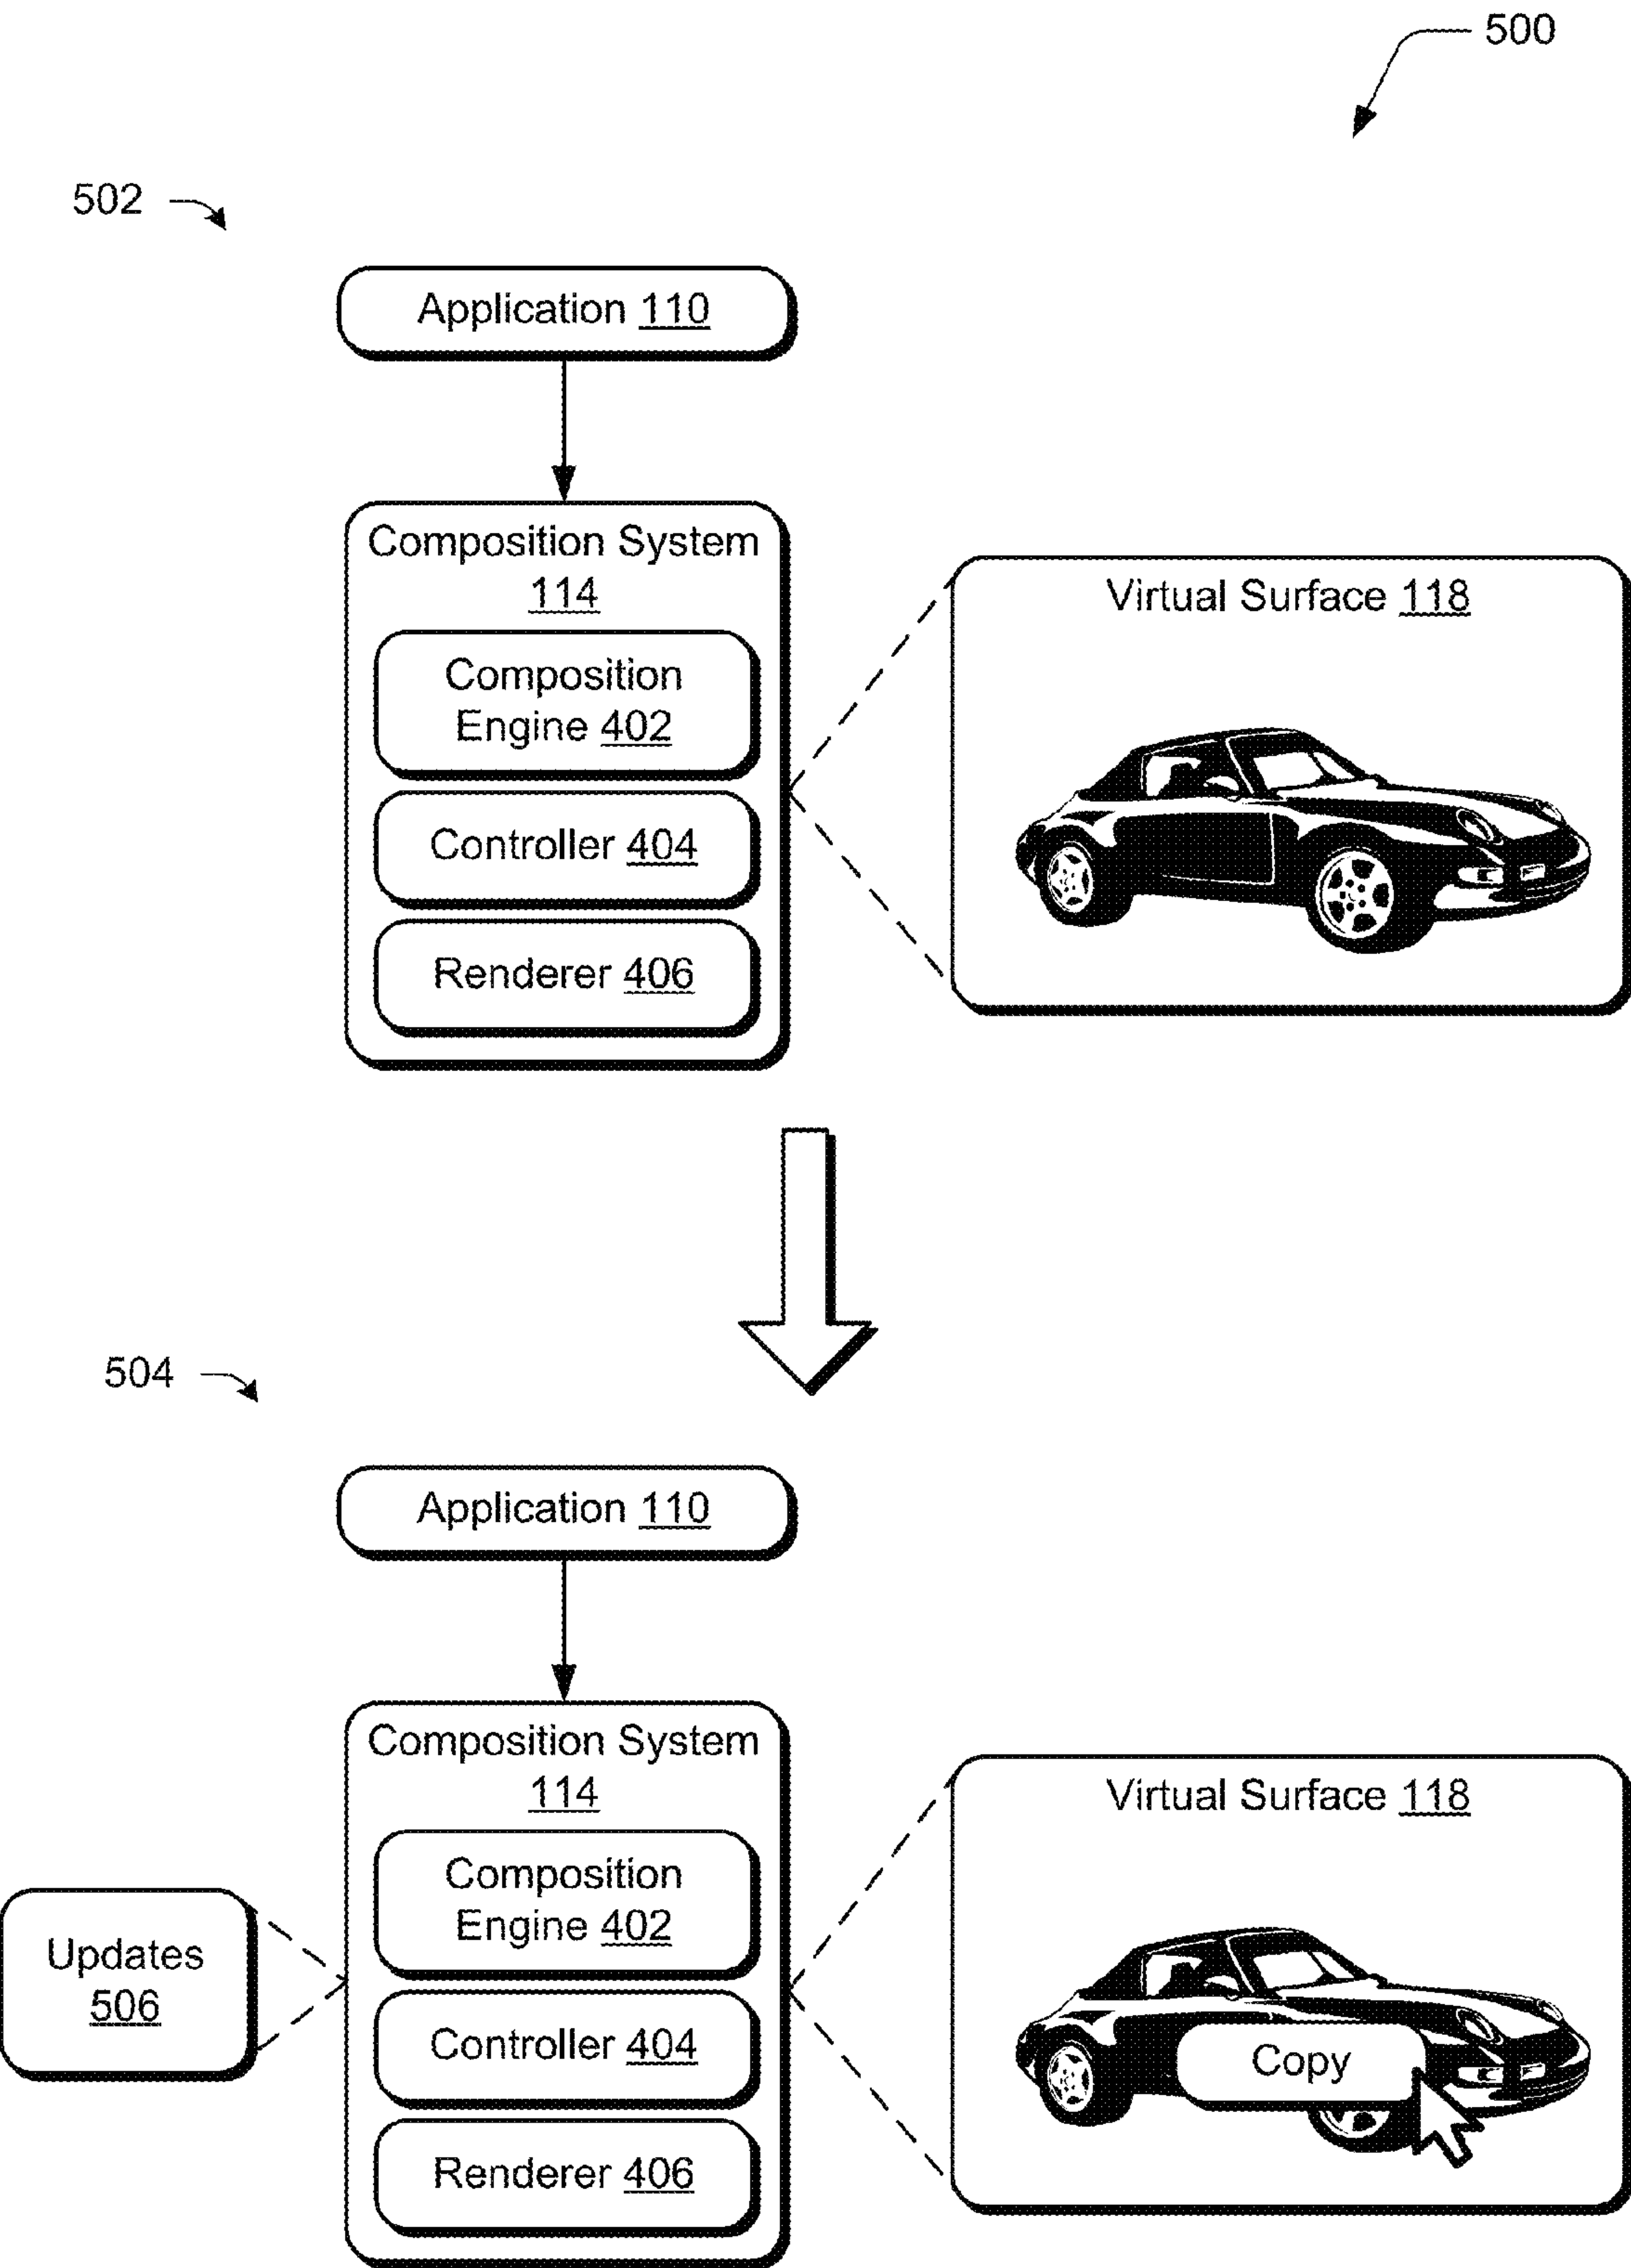 500
502
Application 110
Composition System
114
Composition
Engine 402
Controller 404
Renderer 406
Virtual Surface 118
504
Application 110
Composition System
114
Composition
Engine 402
Controller 404
Renderer 406
Updates
506
Virtual Surface 118
Copy